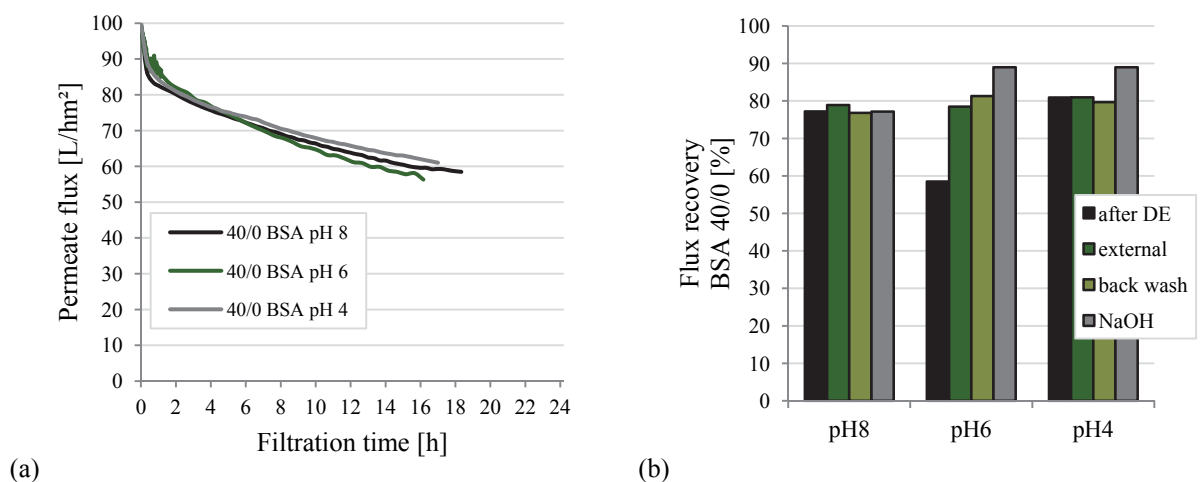 100
90
80
70
60
50
40
30
20
10
0
Permeate flux [L/hm²]
40/0 BSA pH 8
40/0 BSA pH 6
40/0 BSA pH 4
0 2 4 6 8 10 12 14 16 18 20 22 24
Filtration time [h]
(a)
100
90
80
70
60
50
40
30
20
10
0
Flux recovery
BSA 40/0 [%]
after DE
external
back wash
NaOH
pH8 pH6 pH4
(b)